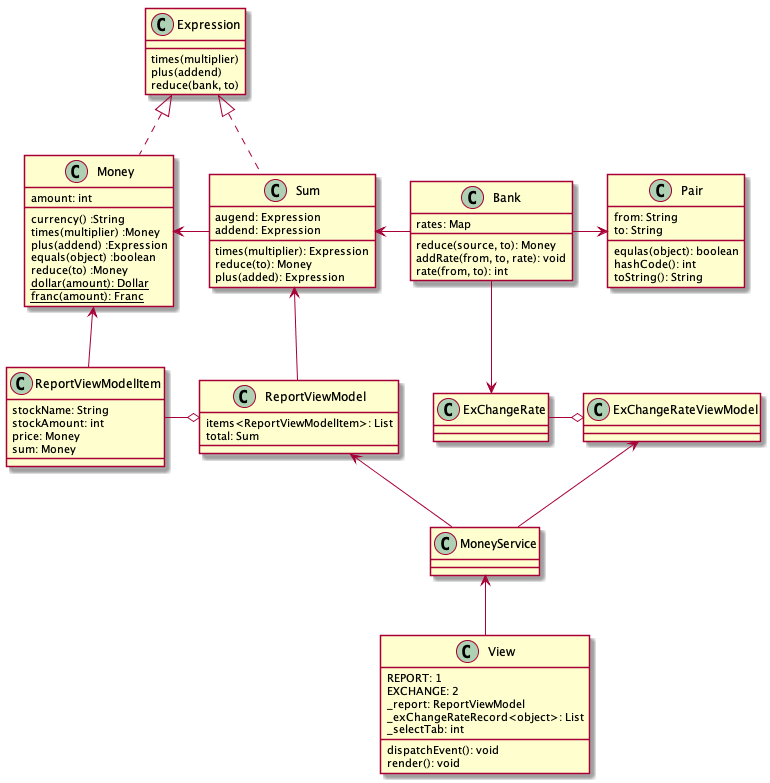 C Expression
times(multiplier)
plus(addend)
reduce(bank, to)
C Money
amount: int
currency() :String
times(multiplier) :Money
plus(addend) :Expression
equals(object) :boolean
reduce(to) :Money
dollar(amount): Dollar
franc(amount): Franc
C Sum
augend: Expression
addend: Expression
times(multiplier): Expression
reduce(to): Money
plus(added): Expression
C Bank
rates: Map
reduce(source, to): Money
addRate(from, to, rate): void
rate(from, to): int
C Pair
from: String
to: String
equlas(object): boolean
hashCode(): int
toString(): String
C ReportViewModelItem
stockName: String
stockAmount: int
price: Money
sum: Money
C ReportViewModel
items<ReportViewModelItem>: List
total: Sum
C ExChangeRate
C ExChangeRateViewModel
C MoneyService
C View
REPORT: 1
EXCHANGE: 2
_report: ReportViewModel
_exChangeRateRecord<object>: List
_selectTab: int
dispatchEvent(): void
render(): void